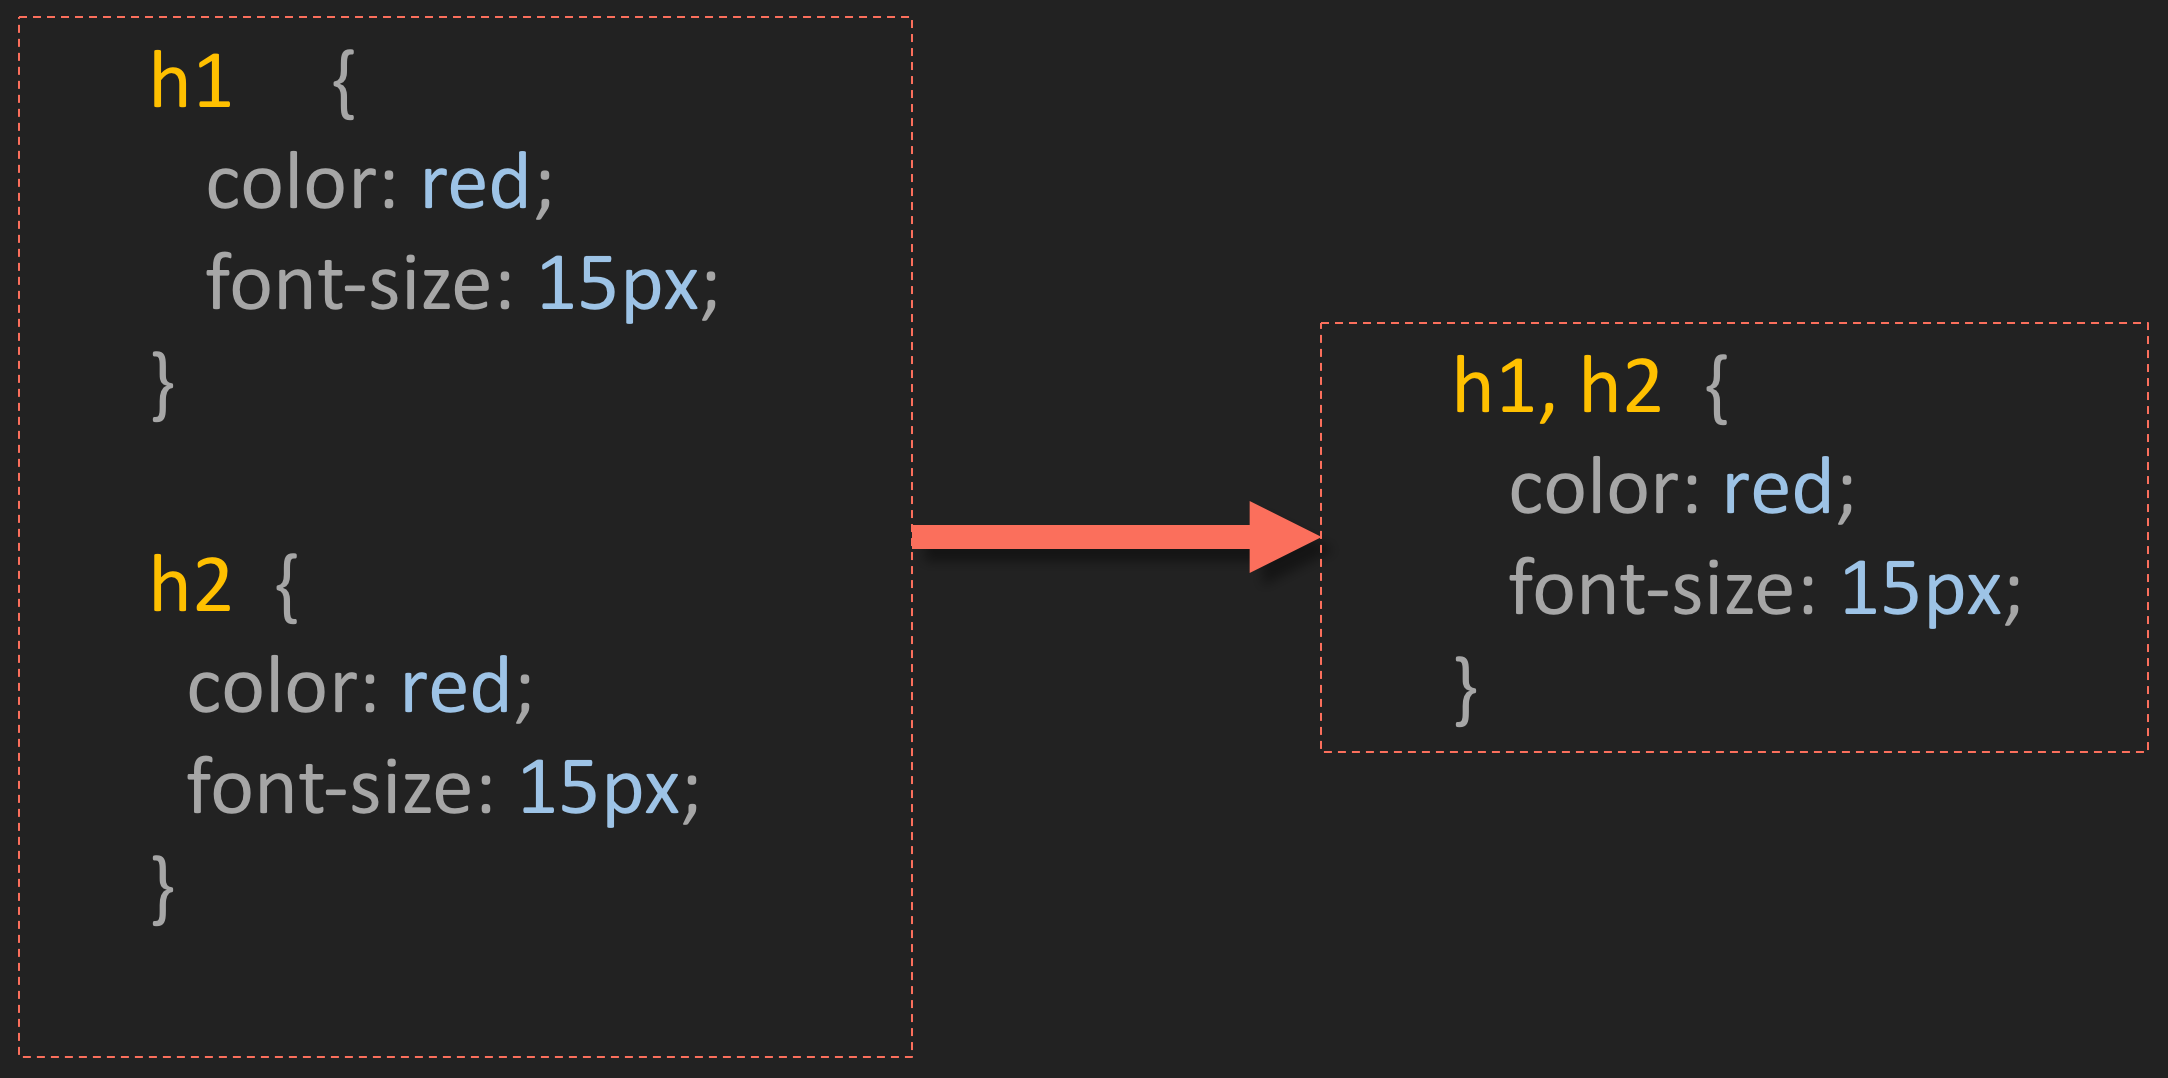 h1 {
color: red;
font-size: 15px;
}
h2 {
color: red;
font-size: 15px;
}
h1, h2 {
color: red;
font-size: 15px;
}